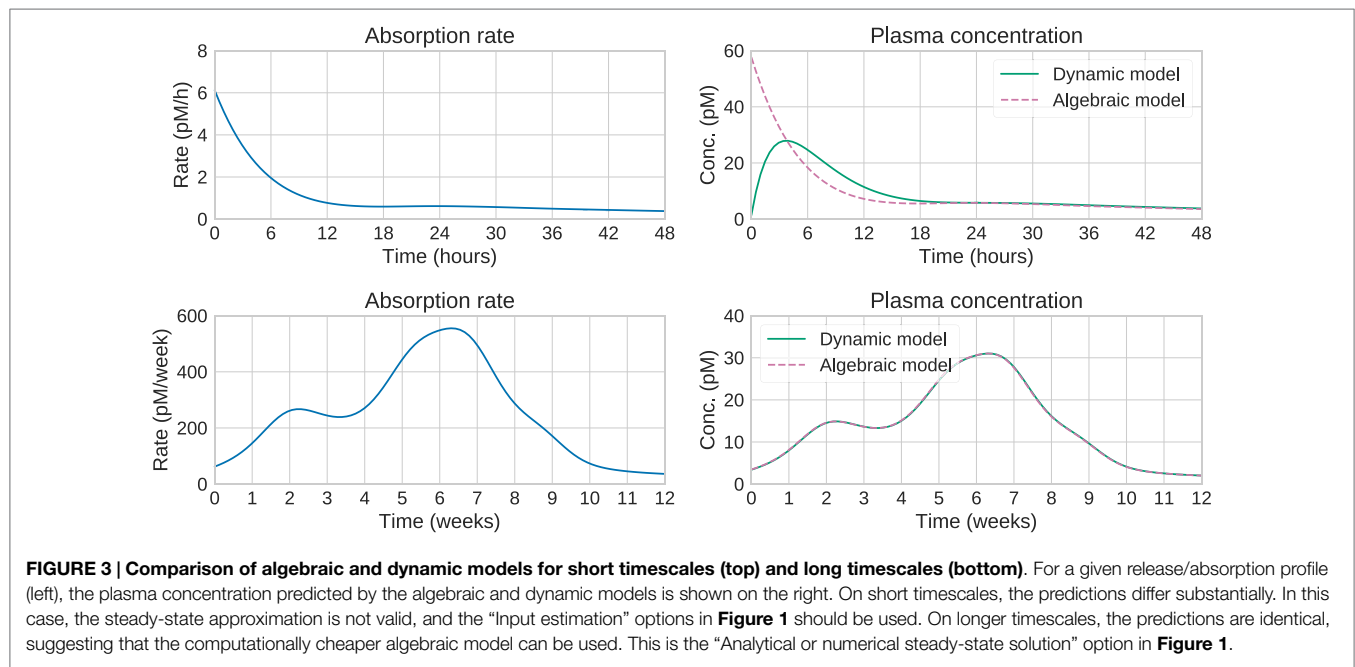 Absorption rate
8
6
4
2
0
Rate (pM/h)
0 6 12 18 24 30 36 42 48
Time (hours)
Plasma concentration
60
40
20
0
Conc. (pM)
Dynamic model
Algebraic model
0 6 12 18 24 30 36 42 48
Time (hours)
Absorption rate
600
400
200
0
Rate (pM/week)
0 1 2 3 4 5 6 7 8 9 10 11 12
Time (weeks)
Plasma concentration
40
30
20
10
0
Conc. (pM)
Dynamic model
Algebraic model
0 1 2 3 4 5 6 7 8 9 10 11 12
Time (weeks)
FIGURE 3 | Comparison of algebraic and dynamic models for short timescales (top) and long timescales (bottom). For a given release/absorption profile
(left), the plasma concentration predicted by the algebraic and dynamic models is shown on the right. On short timescales, the predictions differ substantially. In this
case, the steady-state approximation is not valid, and the “Input estimation” options in Figure 1 should be used. On longer timescales, the predictions are identical,
suggesting that the computationally cheaper algebraic model can be used. This is the “Analytical or numerical steady-state solution” option in Figure 1.